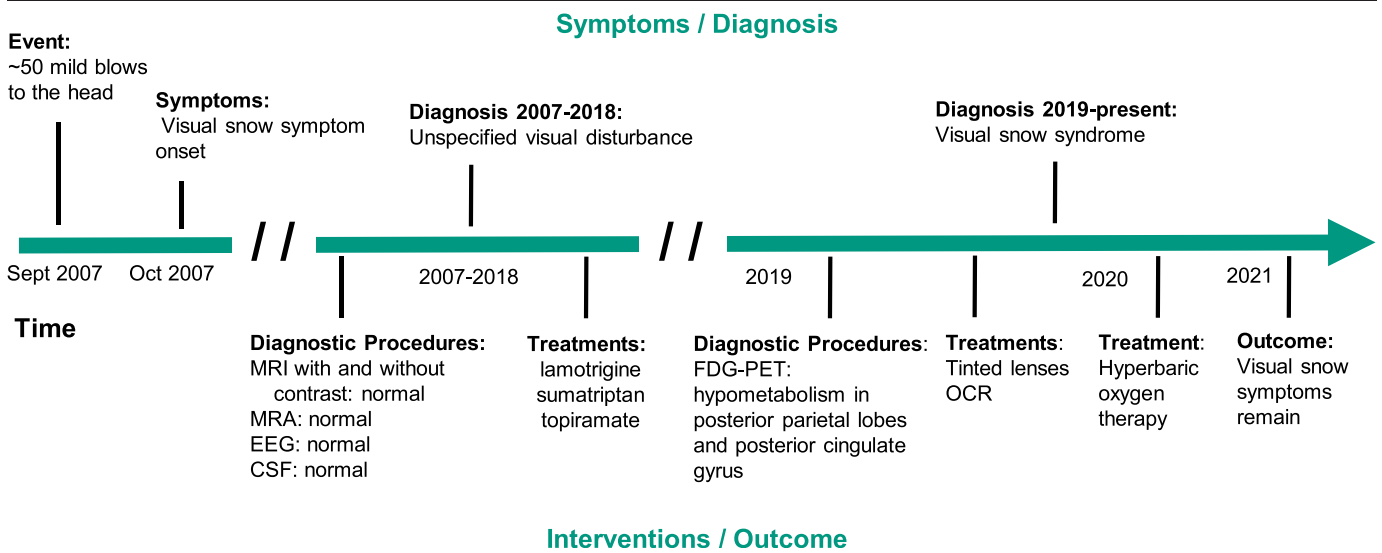 Symptoms / Diagnosis
Event:
~50 mild blows
to the head
Symptoms:
Visual snow symptom
onset
Diagnosis 2007-2018:
Unspecified visual disturbance
Diagnosis 2019-present:
Visual snow syndrome
/ /
/ /
Sept 2007
Oct 2007
2007-2018
2019
2020
2021
Time
Diagnostic Procedures:
MRI with and without
contrast: normal
MRA: normal
EEG: normal
CSF: normal
Treatments:
lamotrigine
sumatriptan
topiramate
Diagnostic Procedures:
FDG-PET:
hypometabolism in
posterior parietal lobes
and posterior cingulate
gyrus
Treatments:
Tinted lenses
OCR
Treatment:
Hyperbaric
oxygen
therapy
Outcome:
Visual snow
symptoms
remain
Interventions / Outcome